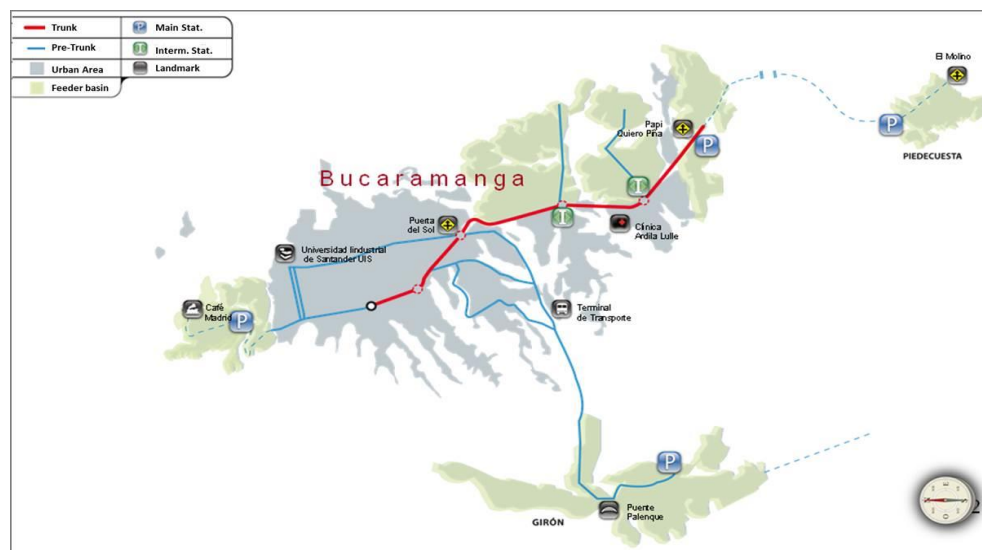 Trunk
Main Stat.
Pre-Trunk
Interm. Stat.
Urban Area
Landmark
Feeder basin
El Molino
P
PIEDECUESTA
Papi
Quiero Piña
P
Bucaramanga
Puerta
del Sol
Clínica
Ardila Lulle
Universidad Iindustrial
de Santander UIS
Café
Madrid
P
Terminal
de Transporte
P
GIRÓN
Puente
Palenque
2